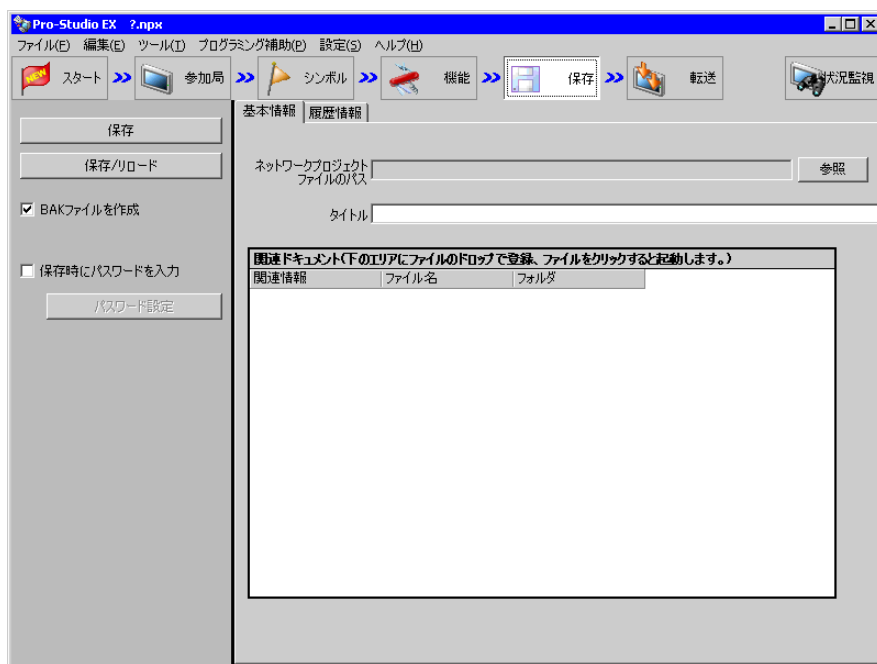 Pro-Studio EX ?.npx
ファイル(F) 編集(E) ツール(T) プログラミング補助(P) 設定(S) ヘルプ(H)
NEW スタート 参加局 シンボル 機能 保存 転送 状況監視
基本情報 履歴情報
保存
保存/リロード
BAKファイルを作成
保存時にパスワードを入力
パスワード設定
ネットワークプロジェクト
ファイルのパス
参照
タイトル
関連ドキュメント(下のエリアにファイルのドロップで登録、ファイルをクリックすると起動します。)
関連情報 ファイル名 フォルダ